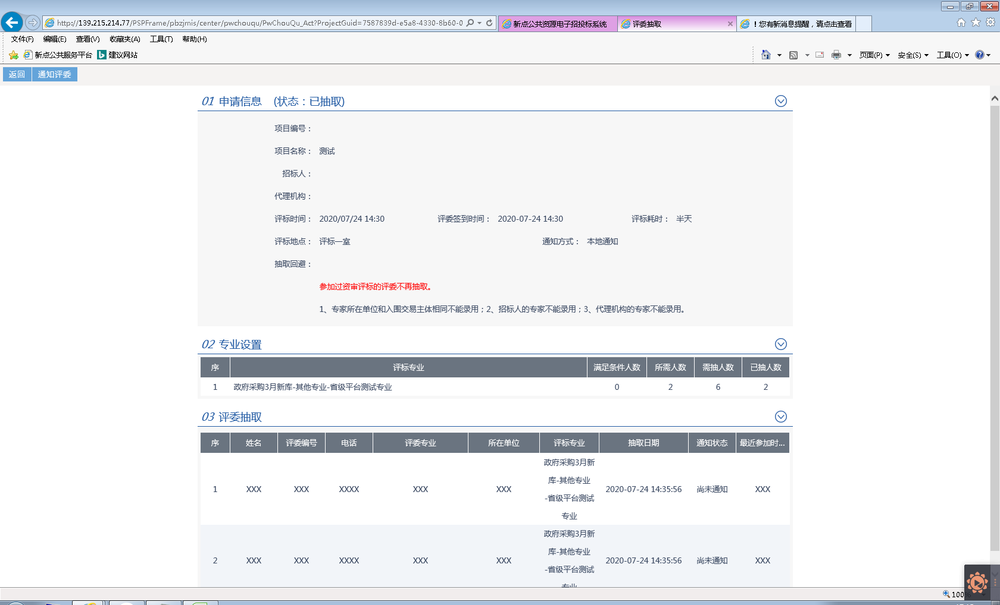 http://139.215.214.77/PSPFrame/pbzjmis/center/pwchouqu/PwChouQu_Act?ProjectGuid=7587839d-e5a8-4330-8b60-0
新点公共资源电子招投标系统
评委抽取
！您有新消息提醒，请点击查看
文件(F) 编辑(E) 查看(V) 收藏夹(A) 工具(T) 帮助(H)
新点公共服务平台 建议网站
页面(P) 安全(S) 工具(O)
返回 通知评委
01 申请信息 (状态：已抽取)
项目编号：
项目名称： 测试
招标人：
代理机构：
评标时间： 2020/07/24 14:30 评委签到时间： 2020-07-24 14:30 评标耗时： 半天
评标地点： 评标一室 通知方式： 本地通知
抽取回避：
参加过资审评标的评委不再抽取。
1、专家所在单位和入围交易主体相同不能录用；2、招标人的专家不能录用；3、代理机构的专家不能录用。
02 专业设置
序 评标专业 满足条件人数 所需人数 需抽人数 已抽人数
1 政府采购3月新库-其他专业-省级平台测试专业 0 2 6 2
03 评委抽取
序 姓名 评委编号 电话 评委专业 所在单位 评标专业 抽取日期 通知状态 最近参加时...
1 XXX XXX XXXX XXX XXX 政府采购3月新
库-其他专业
-省级平台测试
专业 2020-07-24 14:35:56 尚未通知 XXX
2 XXX XXX XXXX XXX XXX 政府采购3月新
库-其他专业
-省级平台测试
专业 2020-07-24 14:35:56 尚未通知 XXX
100%